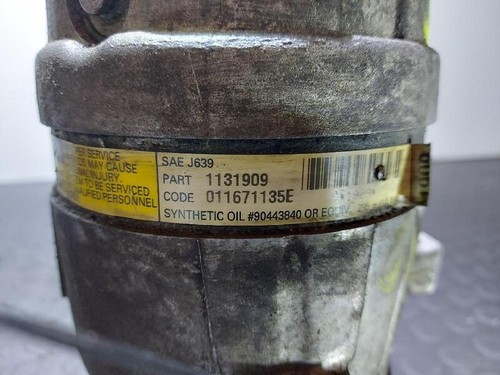 SERVICE
MAY CAUSE
INJURY.
TO BE SERVICED
PERSONNEL
SAE J639
PART 1131909
CODE 011671135E
SYNTHETIC OIL #90443840 OR EQUIV.